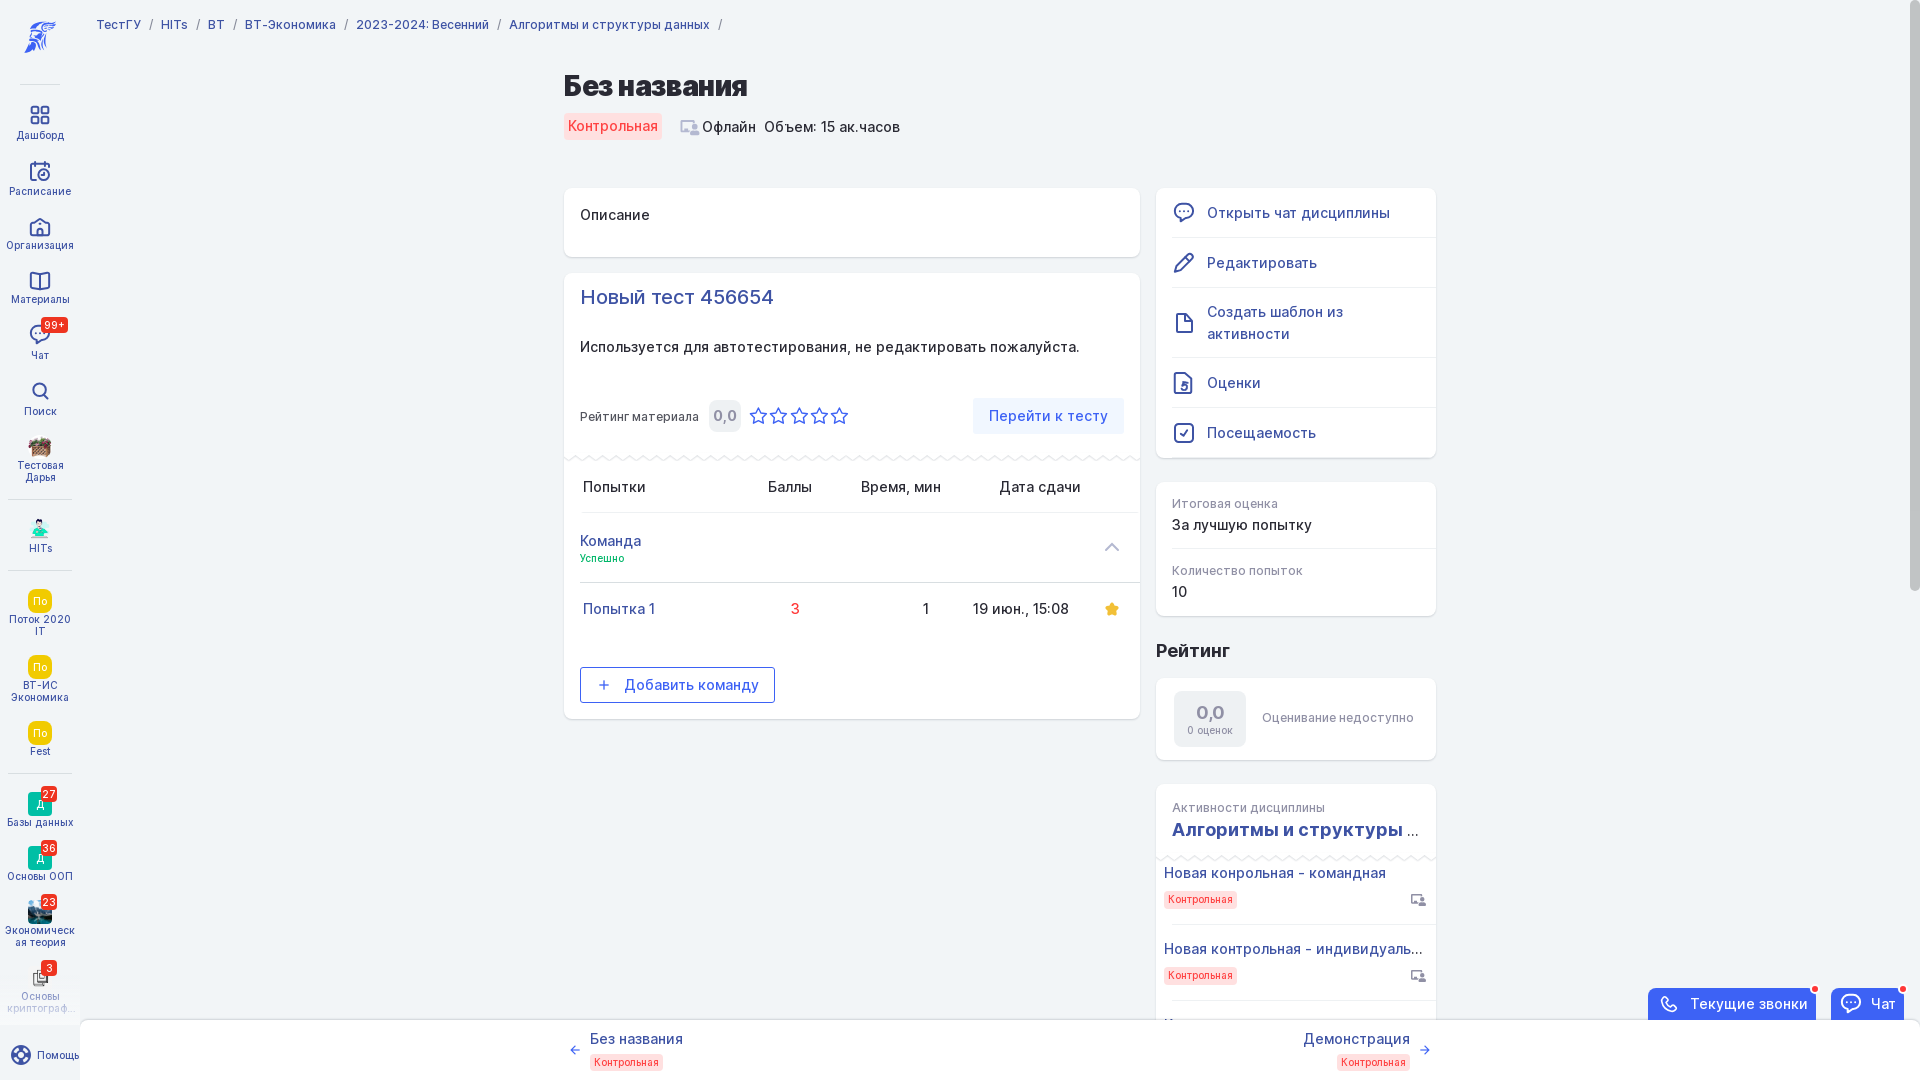 ТестГУ / HITs / ВТ / ВТ-Экономика / 2023-2024: Весенний / Алгоритмы и структуры данных /
Дашборд
Расписание
Организация
Материалы
99+
Чат
Поиск
Тестовая
Дарья
HITs
По
Поток 2020
IT
По
ВТ-ИС
Экономика
По
Fest
27
Д
Базы данных
36
Д
Основы ООП
23
Экономическ
ая теория
3
Основы
криптограф...
Помощь
Без названия
Контрольная
Офлайн Объем: 15 ак.часов
Описание
Новый тест 456654
Используется для автотестирования, не редактировать пожалуйста.
Рейтинг материала 0,0
Перейти к тесту
Попытки Баллы Время, мин Дата сдачи
Команда
Успешно
Попытка 1 3 1 19 июн., 15:08
+ Добавить команду
Открыть чат дисциплины
Редактировать
Создать шаблон из
активности
Оценки
Посещаемость
Итоговая оценка
За лучшую попытку
Количество попыток
10
Рейтинг
0,0
0 оценок
Оценивание недоступно
Активности дисциплины
Алгоритмы и структуры ...
Новая конрольная - командная
Контрольная
Новая контрольная - индивидуаль...
Контрольная
Текущие звонки
Чат
Без названия
Контрольная
Демонстрация
Контрольная